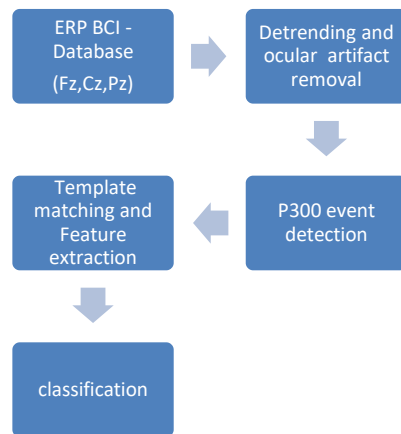 ERP BCI -
Database
(Fz,Cz,Pz)
Detrending and
ocular artifact
removal
P300 event
detection
Template
matching and
Feature
extraction
classification